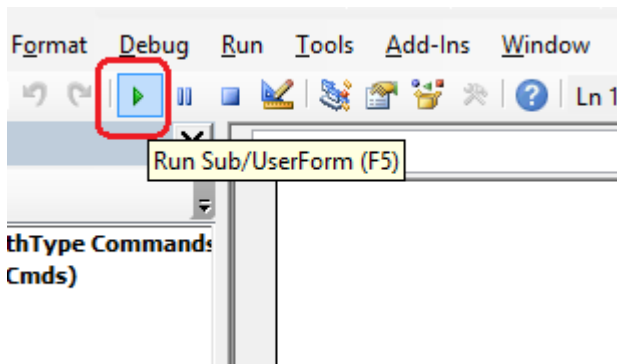 Format Debug Run Tools Add-Ins Window
Ln 1
Run Sub/UserForm (F5)
thType Commands
Cmds)